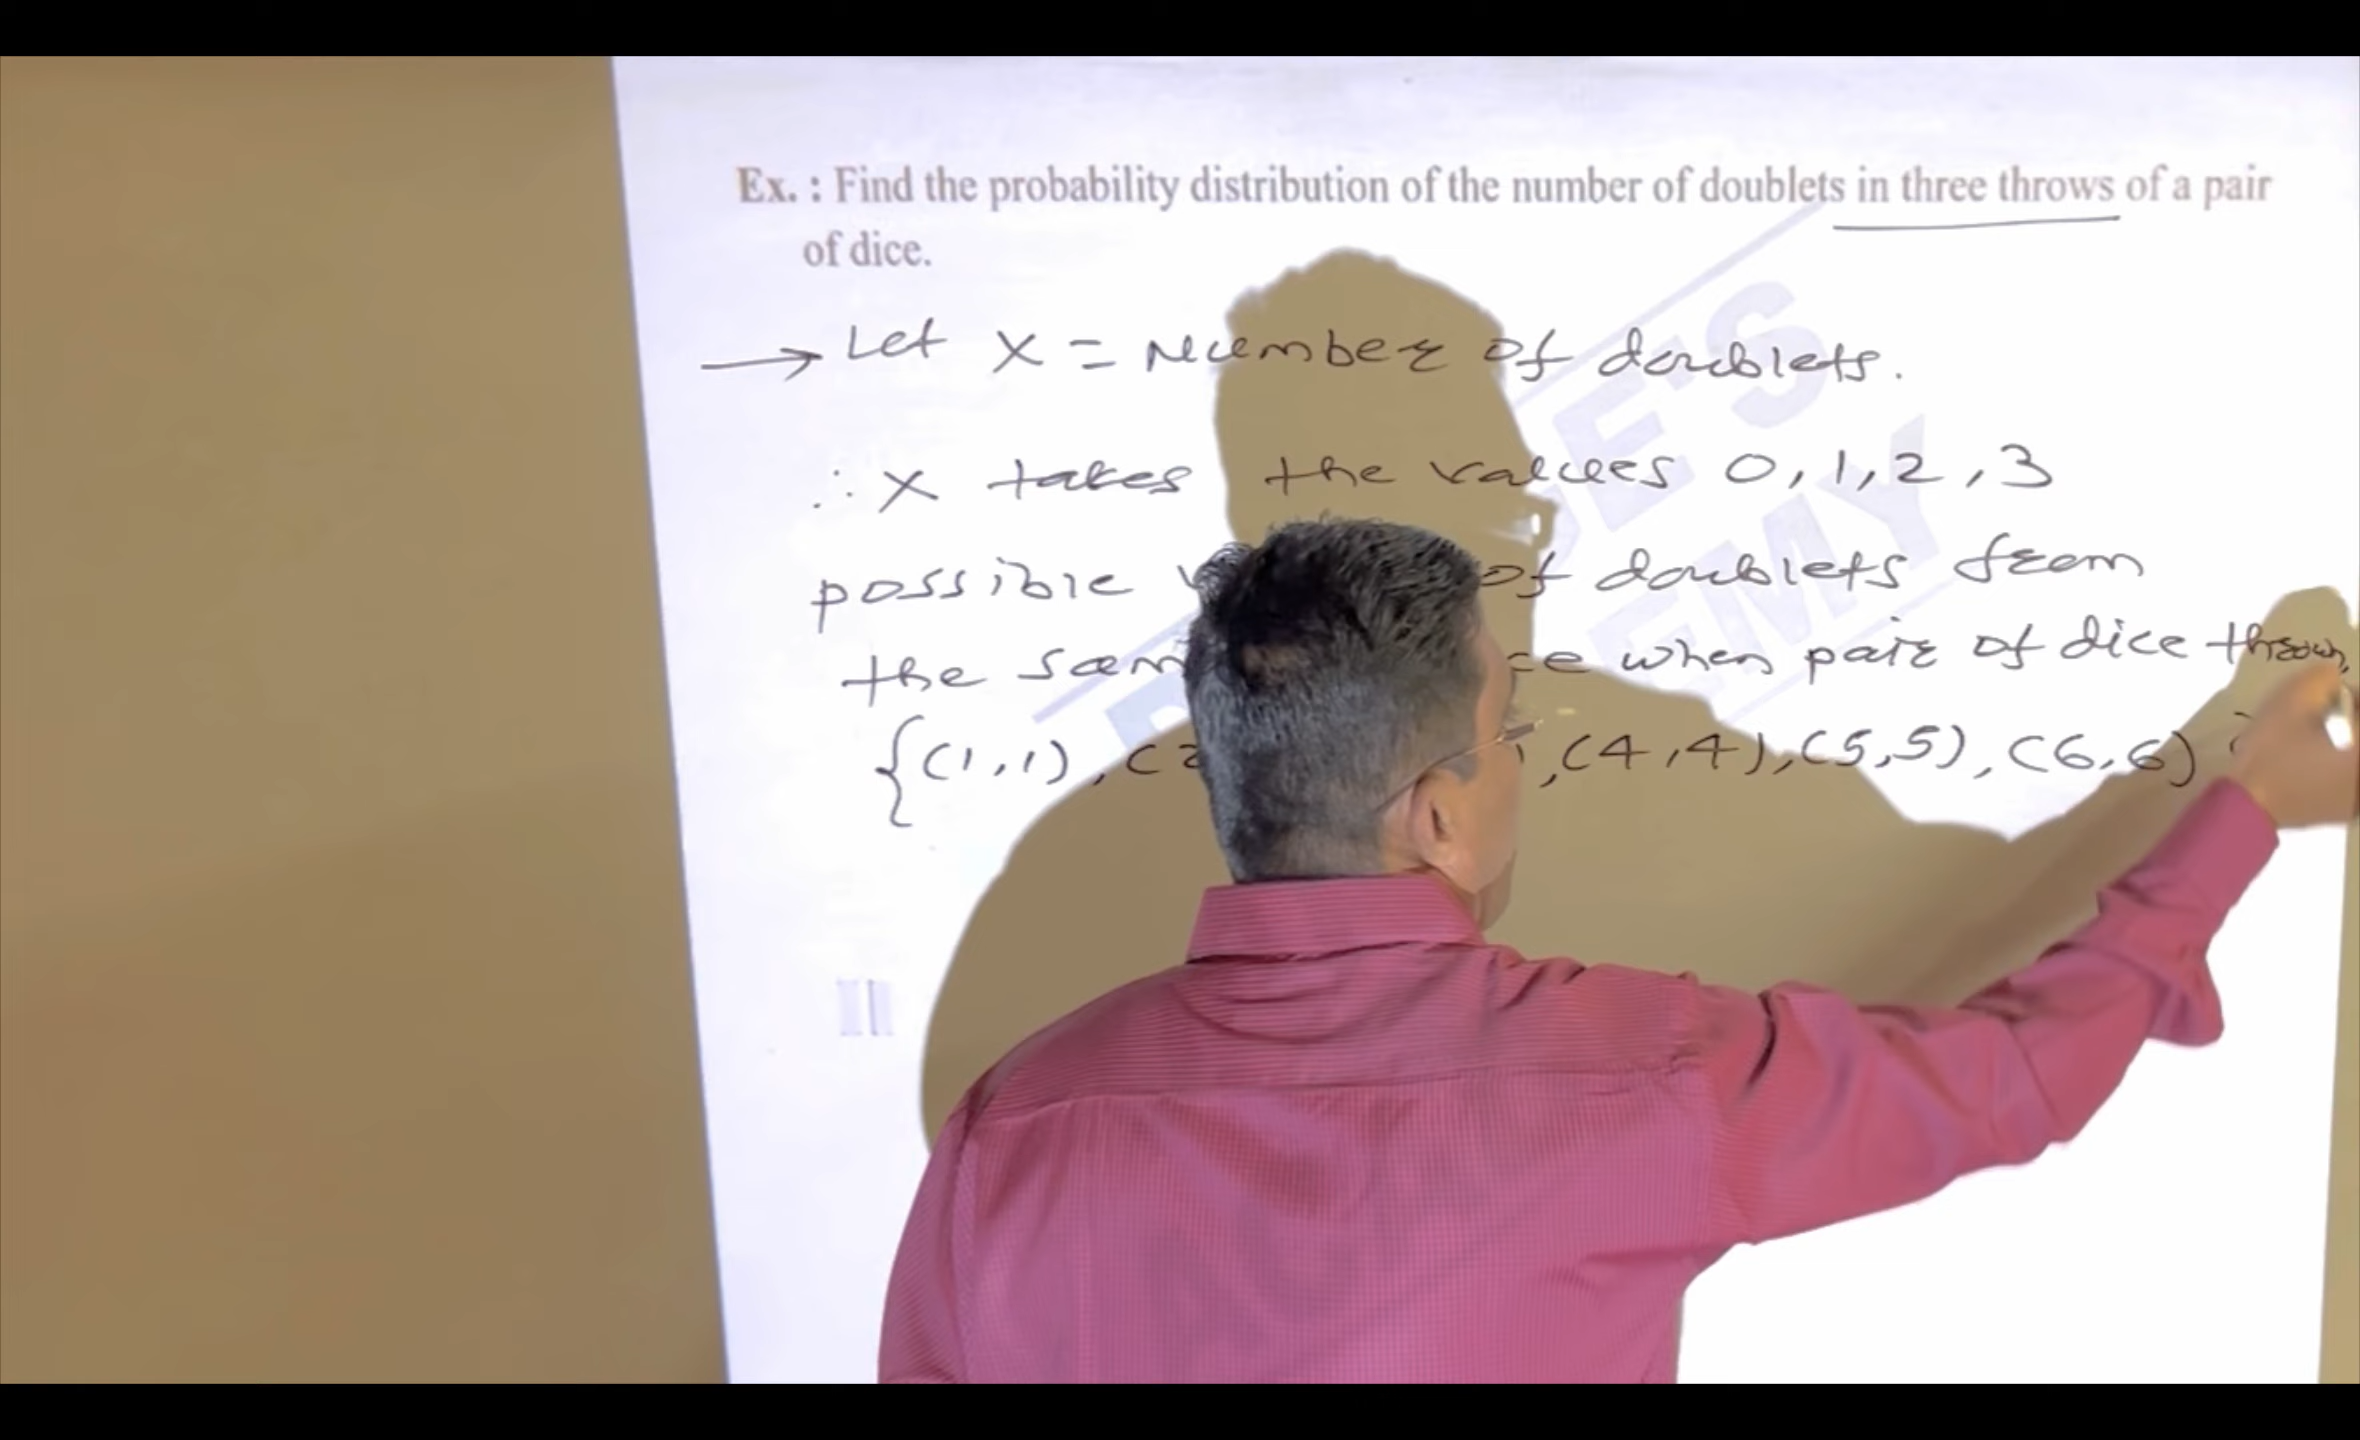 Ex. : Find the probability distribution of the number of doublets in three throws of a pair
of dice.
→ Let X = Number of doublets.
∴ X takes the values 0, 1, 2, 3
possible of doublets from
the when pair of dice thrown,
{(1,1), ,(4,4),(5,5),(6,6)